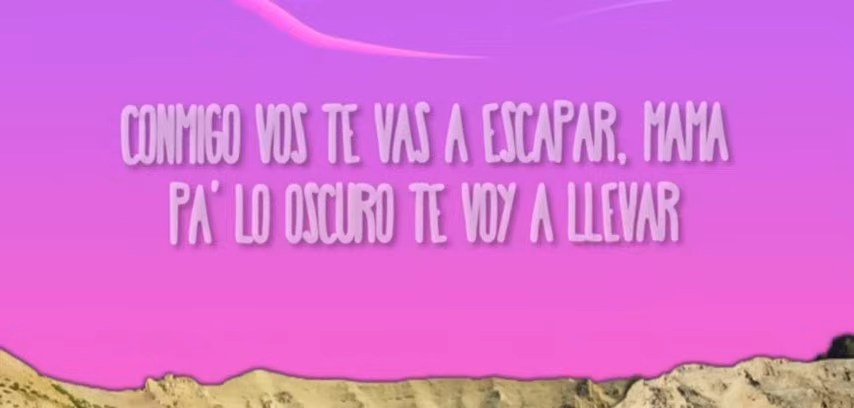 CONMIGO VOS TE VAS A ESCAPAR, MAMA
PA' LO OSCURO TE VOY A LLEVAR